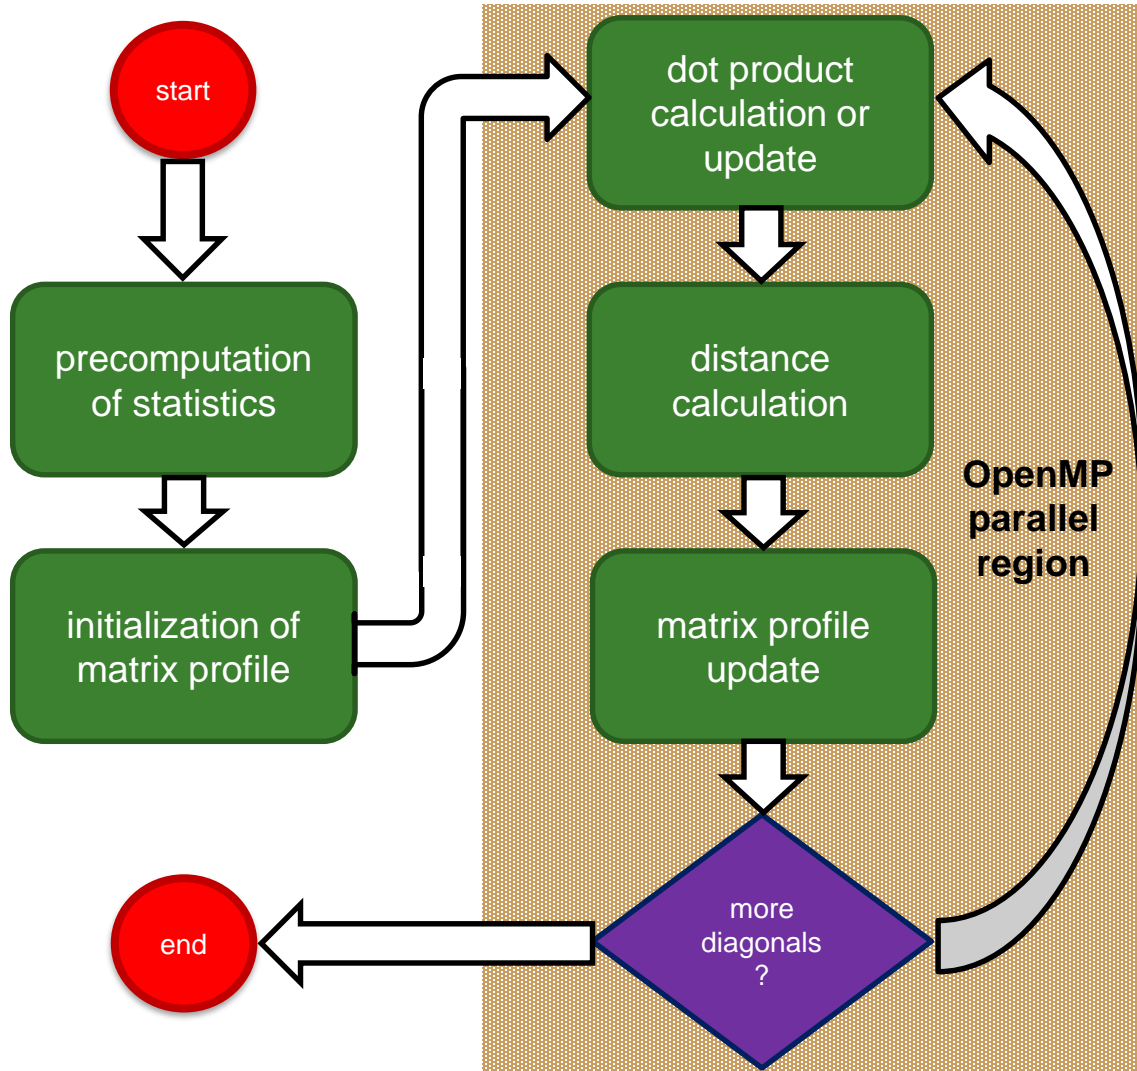 start
precomputation
of statistics
initialization of
matrix profile
dot product
calculation or
update
distance
calculation
matrix profile
update
more
diagonals
?
OpenMP
parallel
region
end